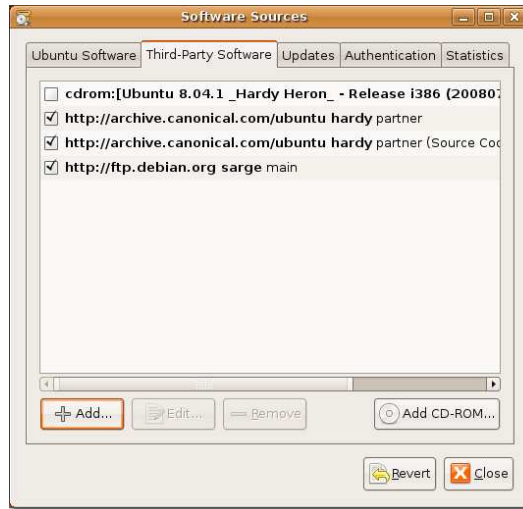 Software Sources
Ubuntu Software Third-Party Software Updates Authentication Statistics
cdrom:[Ubuntu 8.04.1 _Hardy Heron_ - Release i386 (200807
http://archive.canonical.com/ubuntu hardy partner
http://archive.canonical.com/ubuntu hardy partner (Source Cod
http://ftp.debian.org sarge main
Add... Edit... Remove Add CD-ROM...
Revert Close